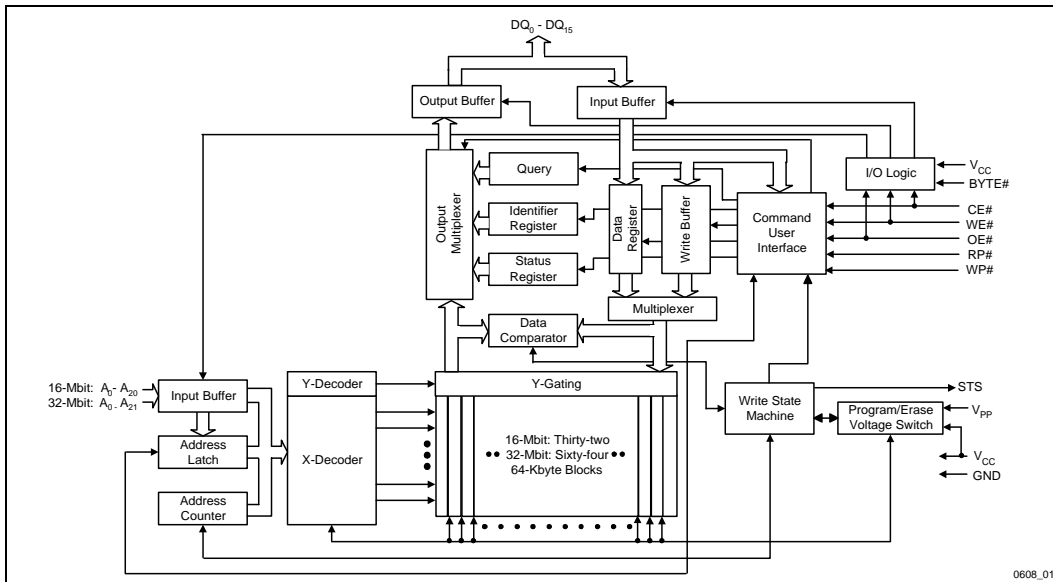 DQ0 - DQ15
Output Buffer
Input Buffer
I/O Logic
VCC
BYTE#
CE#
WE#
OE#
RP#
WP#
Output
Multiplexer
Query
Identifier
Register
Status
Register
Data
Register
Write Buffer
Command
User
Interface
Multiplexer
Data
Comparator
16-Mbit: A0- A20
32-Mbit: A0 - A21
Input Buffer
Address
Latch
Address
Counter
Y-Decoder
X-Decoder
Y-Gating
16-Mbit: Thirty-two
32-Mbit: Sixty-four
64-Kbyte Blocks
Write State
Machine
Program/Erase
Voltage Switch
STS
VPP
VCC
GND
0608_01